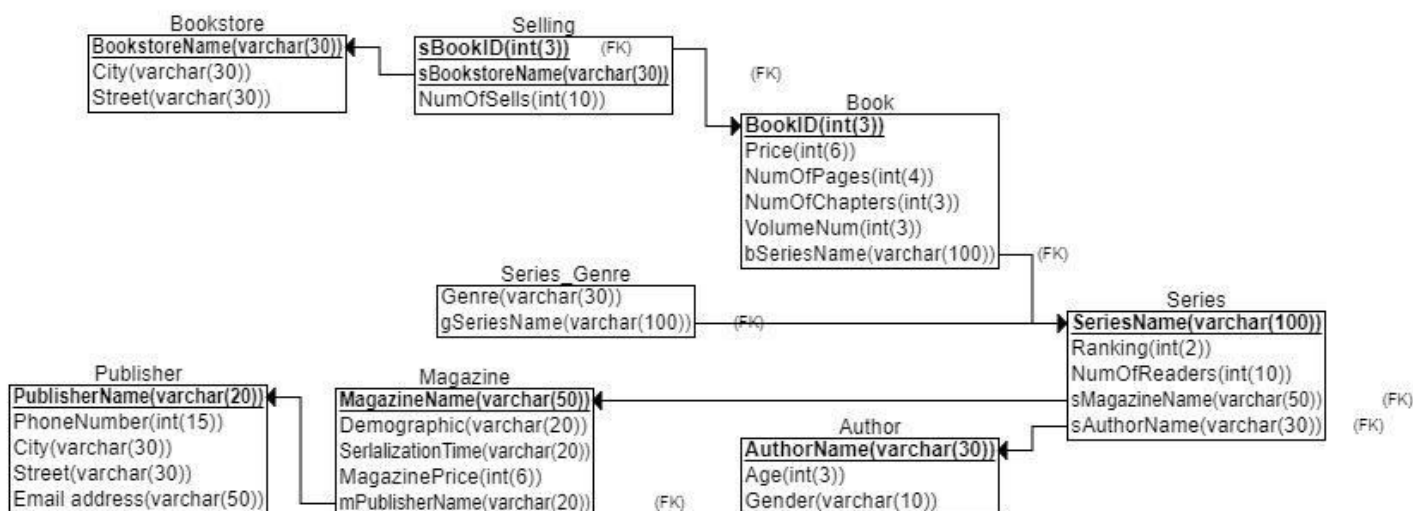 Bookstore
BookstoreName(varchar(30))
City(varchar(30))
Street(varchar(30))
Selling
sBookID(int(3)) (FK)
sBookstoreName(varchar(30)) (FK)
NumOfSells(int(10))
Book
BookID(int(3))
Price(int(6))
NumOfPages(int(4))
NumOfChapters(int(3))
VolumeNum(int(3))
bSeriesName(varchar(100)) (FK)
Series_Genre
Genre(varchar(30))
gSeriesName(varchar(100)) (FK)
Series
SeriesName(varchar(100))
Ranking(int(2))
NumOfReaders(int(10))
sMagazineName(varchar(50)) (FK)
sAuthorName(varchar(30)) (FK)
Publisher
PublisherName(varchar(20))
PhoneNumber(int(15))
City(varchar(30))
Street(varchar(30))
Email address(varchar(50))
Magazine
MagazineName(varchar(50))
Demographic(varchar(20))
SerlalizationTime(varchar(20))
MagazinePrice(int(6))
mPublisherName(varchar(20)) (FK)
Author
AuthorName(varchar(30))
Age(int(3))
Gender(varchar(10))